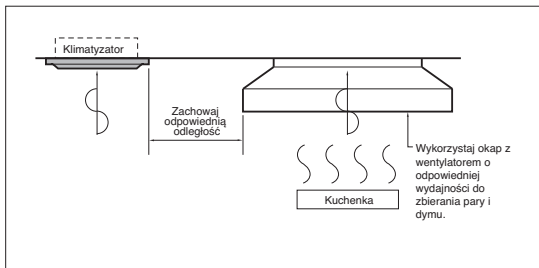 Klimatyzator
Zachowaj
odpowiednią
odległość
Wykorzystaj okap z
wentylatorem o
odpowiedniej
wydajności do
zbierania pary i
dymu.
Kuchenka